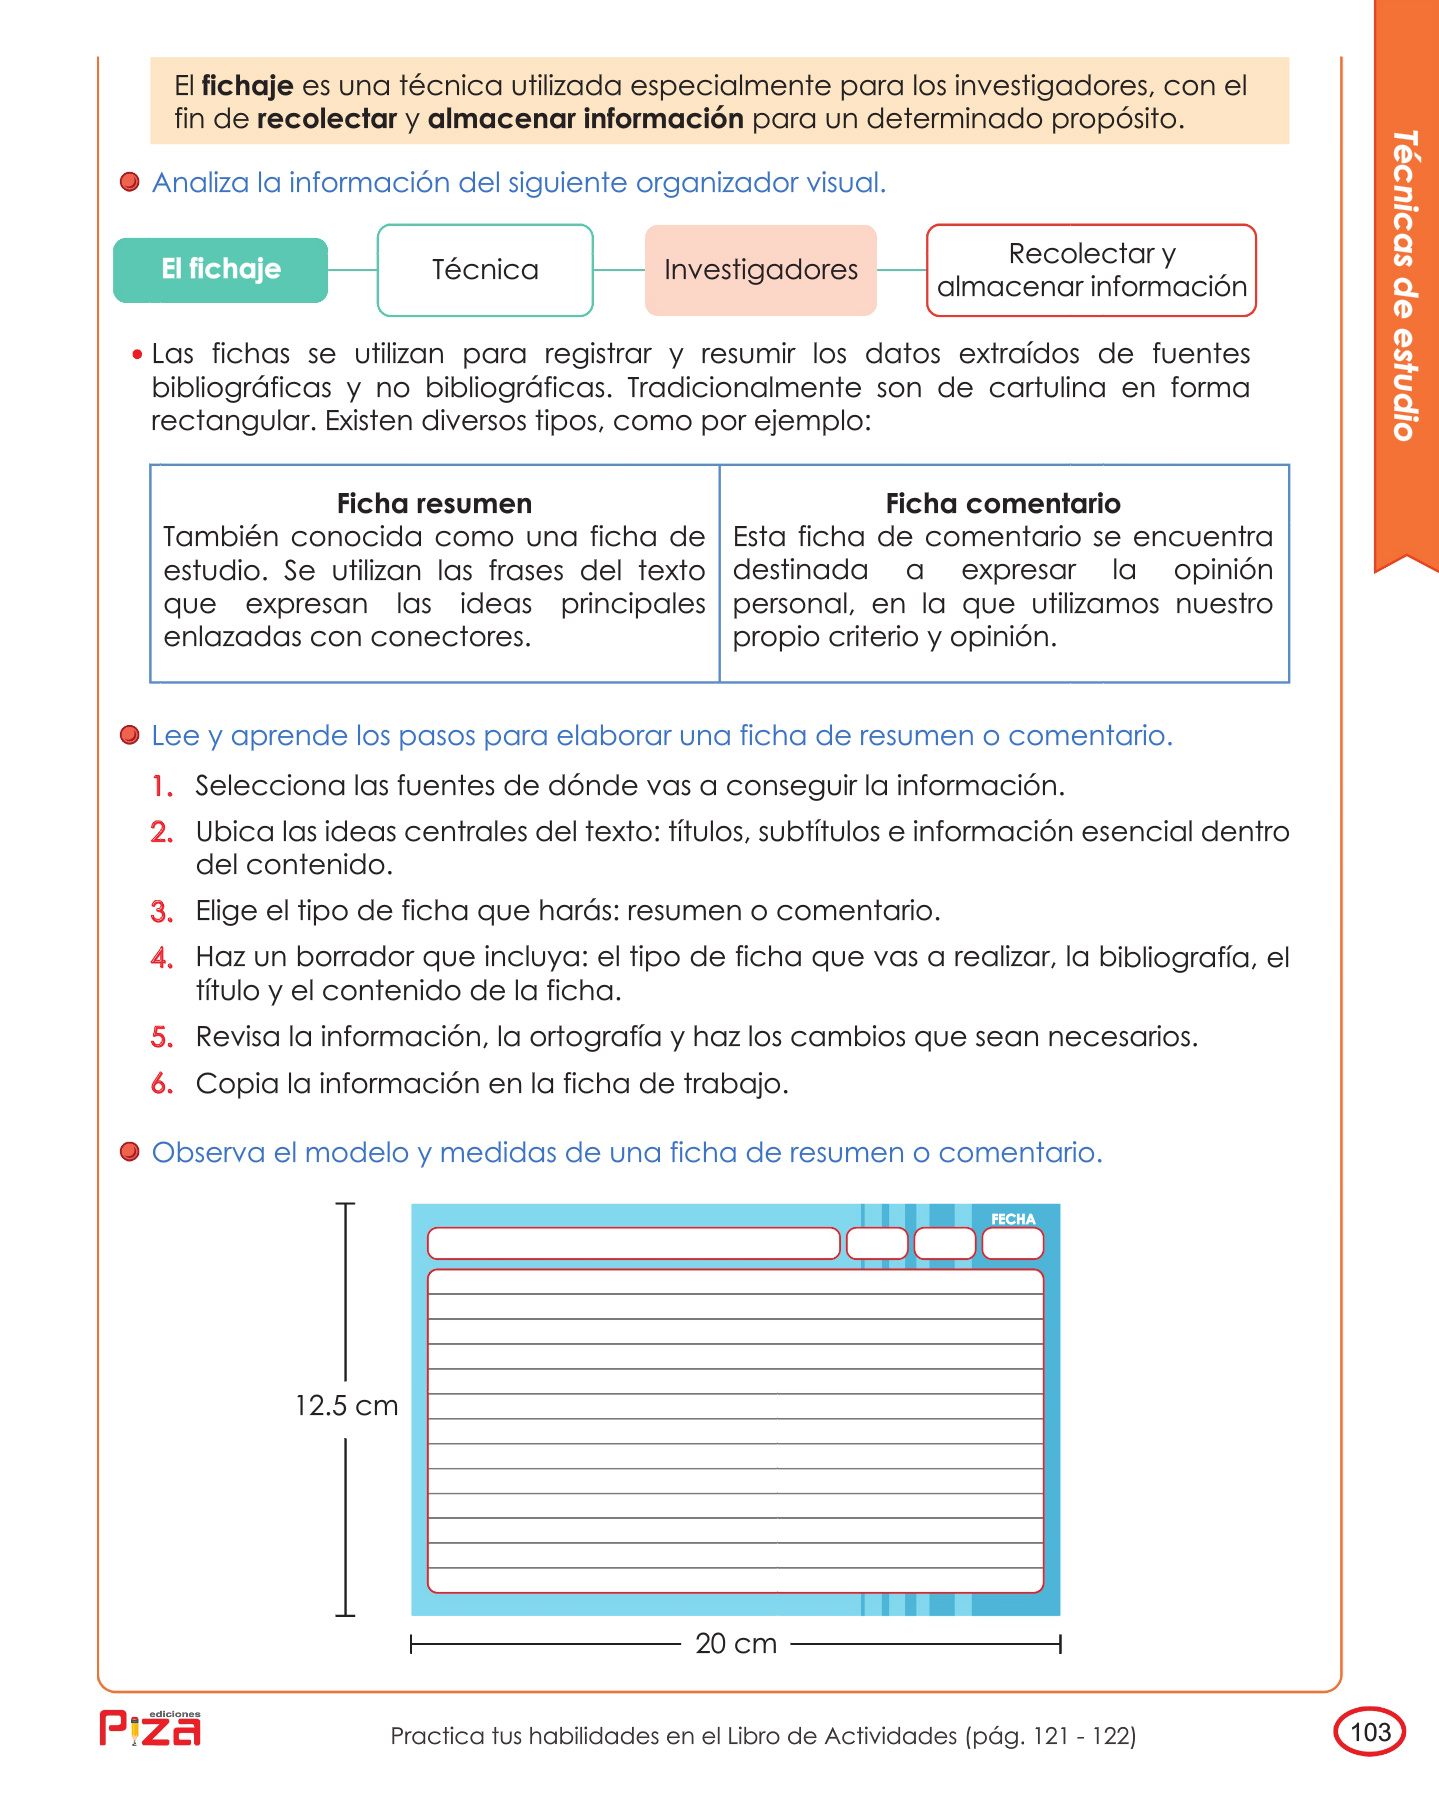 El fichaje es una técnica utilizada especialmente para los investigadores, con el
fin de recolectar y almacenar información para un determinado propósito.
Técnicas de estudio
Analiza la información del siguiente organizador visual.
El fichaje
Técnica
Investigadores
Recolectar y
almacenar información
• Las fichas se utilizan para registrar y resumir los datos extraídos de fuentes
bibliográficas y no bibliográficas. Tradicionalmente son de cartulina en forma
rectangular. Existen diversos tipos, como por ejemplo:
Ficha resumen
También conocida como una ficha de
estudio. Se utilizan las frases del texto
que expresan las ideas principales
enlazadas con conectores.
Ficha comentario
Esta ficha de comentario se encuentra
destinada a expresar la opinión
personal, en la que utilizamos nuestro
propio criterio y opinión.
Lee y aprende los pasos para elaborar una ficha de resumen o comentario.
1. Selecciona las fuentes de dónde vas a conseguir la información.
2. Ubica las ideas centrales del texto: títulos, subtítulos e información esencial dentro
del contenido.
3. Elige el tipo de ficha que harás: resumen o comentario.
4. Haz un borrador que incluya: el tipo de ficha que vas a realizar, la bibliografía, el
título y el contenido de la ficha.
5. Revisa la información, la ortografía y haz los cambios que sean necesarios.
6. Copia la información en la ficha de trabajo.
Observa el modelo y medidas de una ficha de resumen o comentario.
FECHA
12.5 cm
20 cm
ediciones
Piza
Practica tus habilidades en el Libro de Actividades (pág. 121 - 122)
103